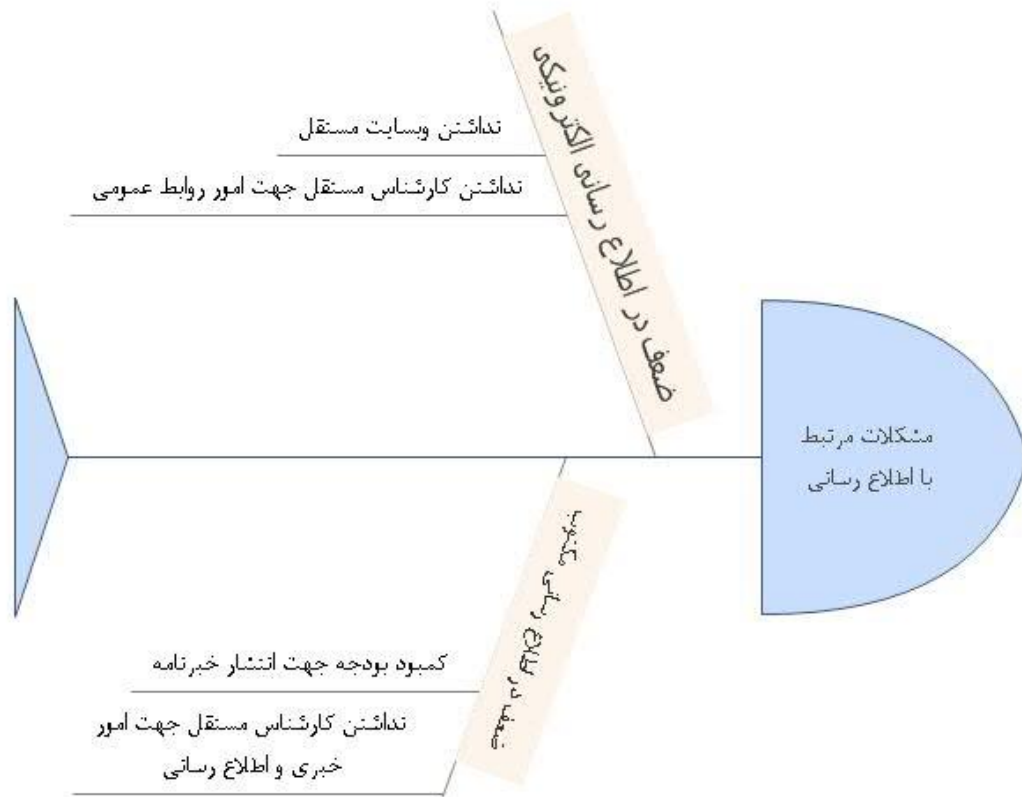 ضعف در اطلاع رسانی الکترونیکی
نداشتن وبسایت مستقل
نداشتن کارشناس مستقل جهت امور روابط عمومی
مشکلات مرتبط
با اطلاع رسانی
ضعف در اطلاع رسانی مکتوب
کمبود بودجه جهت انتشار خبرنامه
نداشتن کارشناس مستقل جهت امور
خبری و اطلاع رسانی